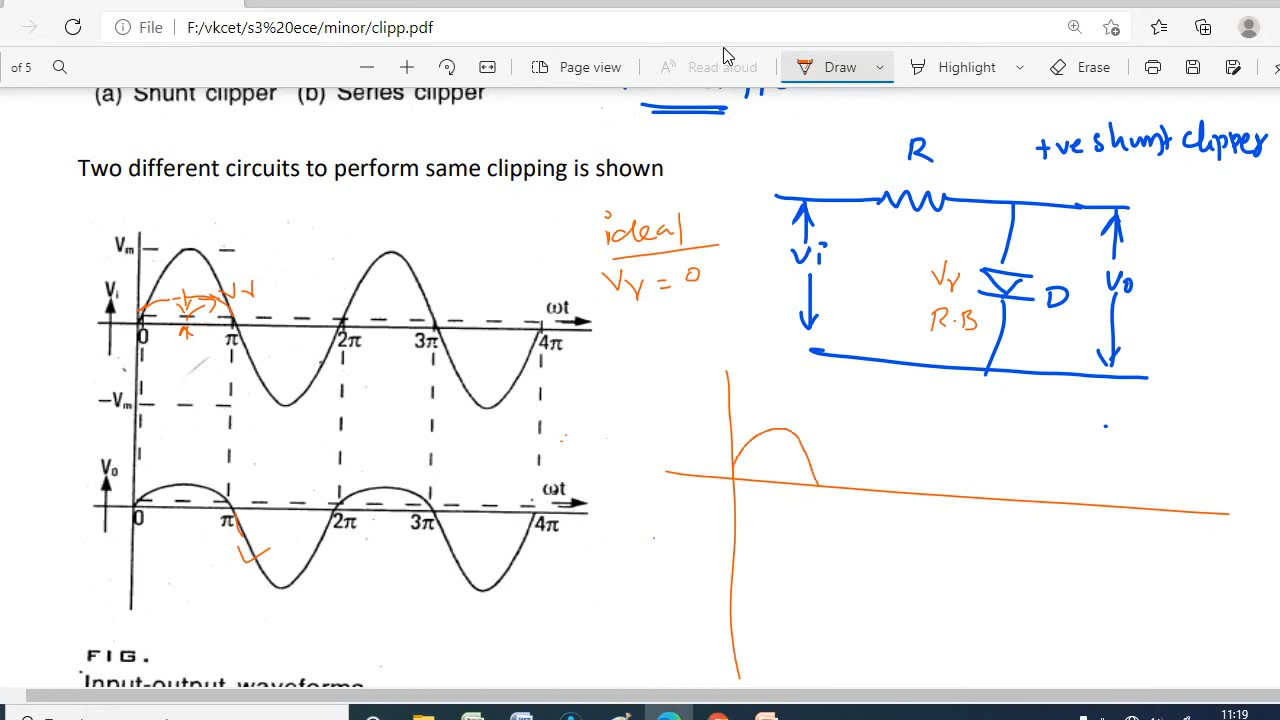 File F:/vkcet/s3%20ece/minor/clipp.pdf
of 5 Page view Read aloud Draw Highlight Erase
(a) Shunt clipper (b) Series clipper
Two different circuits to perform same clipping is shown
R +ve shunt clipper
ideal
Vγ = 0
Vi
Vγ
R.B
D
Vo
Vm
Vi
Vγ
ωt
0 π 2π 3π 4π
−Vm
Vo
ωt
0 π 2π 3π 4π
FIG.
Input-output waveforms
11:19